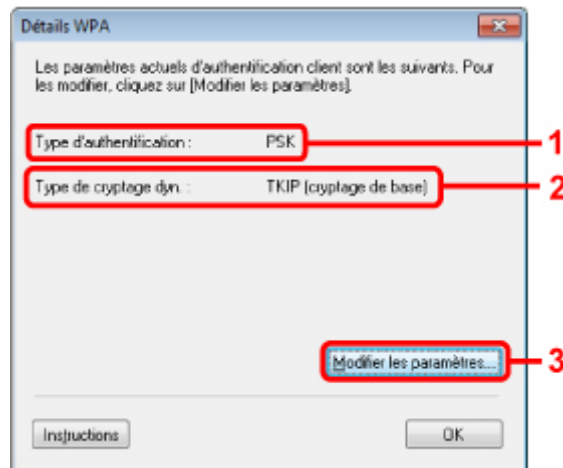 Détails WPA
Les paramètres actuels d'authentification client sont les suivants. Pour
les modifier, cliquez sur [Modifier les paramètres].
Type d'authentification : PSK 1
Type de cryptage dyn. : TKIP (cryptage de base) 2
Modifier les paramètres... 3
Instructions OK